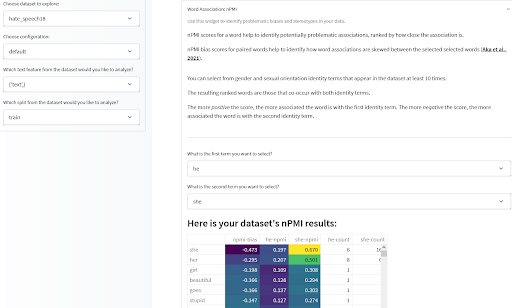 Choose dataset to explore:
hate_speech18
Choose configuration:
default
Which text feature from the dataset would you like to analyze?
('text',)
Which split from the dataset would you like to analyze?
train
Word Associations: nPMI
Use this widget to identify problematic biases and stereotypes in your data.
nPMI scores for a word help to identify potentially problematic associations, ranked by how close the association is.
nPMI bias scores for paired words help to identify how word associations are skewed between the selected selected words (Aka et al.,
2021).
You can select from gender and sexual orientation identity terms that appear in the dataset at least 10 times.
The resulting ranked words are those that co-occur with both identity terms.
The more positive the score, the more associated the word is with the first identity term. The more negative the score, the more
associated the word is with the second identity term.
What is the first term you want to select?
he
What is the second term you want to select?
she
Here is your dataset's nPMI results:
npmi-bias he-npmi she-npmi he-count she-count
she -0.473 0.197 0.670 6
her -0.295 0.207 0.501 8
girl -0.198 0.109 0.308 1
beautiful -0.166 0.128 0.294 1
goes -0.166 0.137 0.303 1
stupid -0.147 0.127 0.274 1